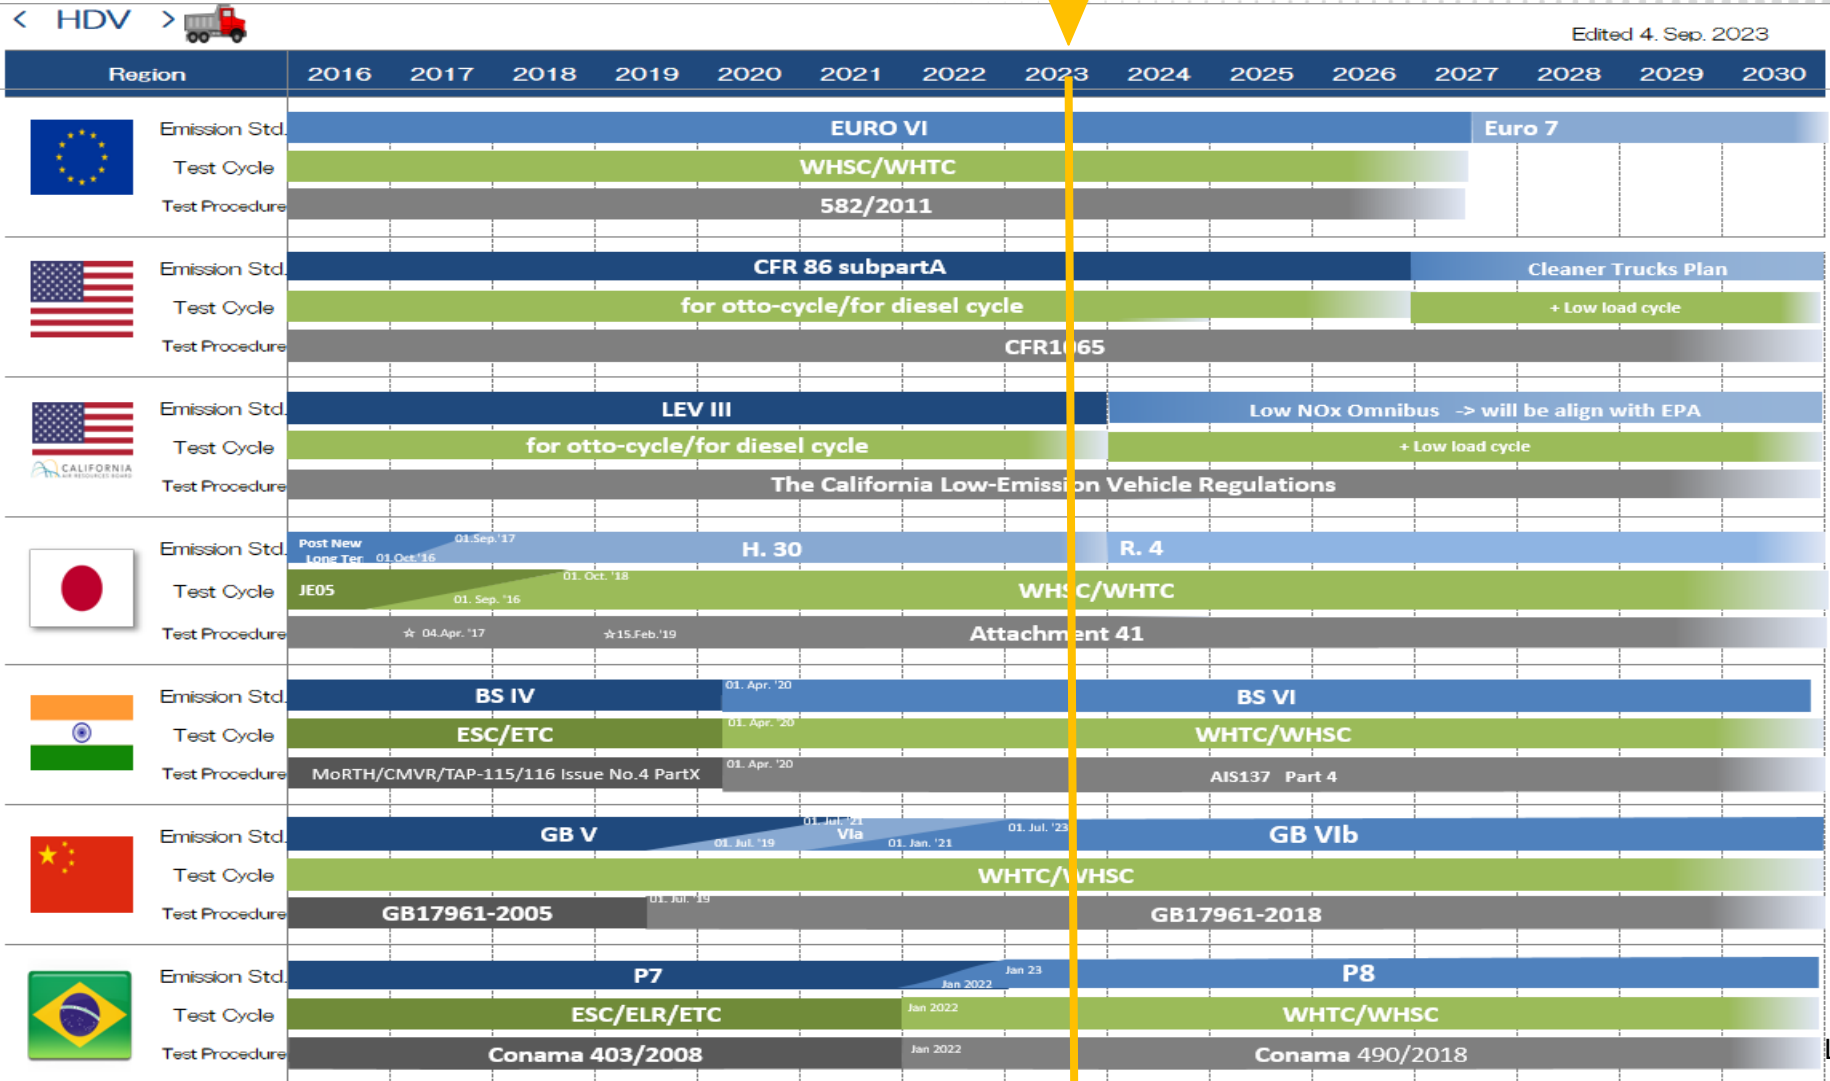 < HDV >
Edited 4. Sep. 2023
Region 2016 2017 2018 2019 2020 2021 2022 2023 2024 2025 2026 2027 2028 2029 2030
Emission Std. EURO VI Euro 7
Test Cycle WHSC/WHTC
Test Procedure 582/2011
Emission Std. CFR 86 subpartA Cleaner Trucks Plan
Test Cycle for otto-cycle/for diesel cycle + Low load cycle
Test Procedure CFR1065
Emission Std. LEV III Low NOx Omnibus -> will be align with EPA
Test Cycle for otto-cycle/for diesel cycle + Low load cycle
CALIFORNIA
AIR RESOURCES BOARD
Test Procedure The California Low-Emission Vehicle Regulations
Emission Std. Post New
Long Ter 01.Oct.'16 01.Sep.'17 H. 30 R. 4
Test Cycle JE05 01. Sep. '16 01. Oct. '18 WHSC/WHTC
Test Procedure ☆ 04.Apr. '17 ☆15.Feb.'19 Attachment 41
Emission Std. BS IV 01. Apr. '20 BS VI
Test Cycle ESC/ETC 01. Apr. '20 WHTC/WHSC
Test Procedure MoRTH/CMVR/TAP-115/116 Issue No.4 PartX 01. Apr. '20 AIS137 Part 4
Emission Std. GB V 01. Jul. '19 01. Jul. '21 VIa 01. Jan. '21 01. Jul. '23 GB VIb
Test Cycle WHTC/WHSC
Test Procedure GB17961-2005 01. Jul. '19 GB17961-2018
Emission Std. P7 Jan 2022 Jan 23 P8
Test Cycle ESC/ELR/ETC Jan 2022 WHTC/WHSC
Test Procedure Conama 403/2008 Jan 2022 Conama 490/2018